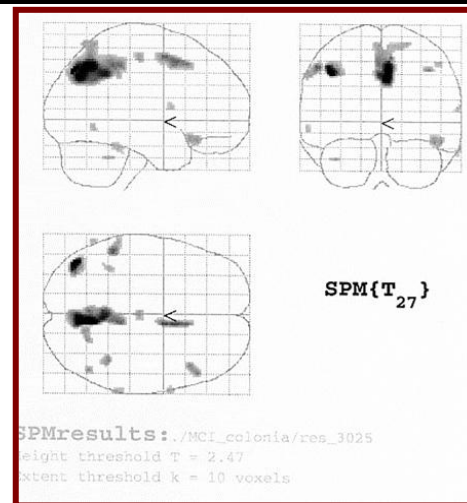 SPM{T27}
SPMresults: ./MCI_colonia/res_3025
eight threshold T = 2.47
xtent threshold k = 10 voxels